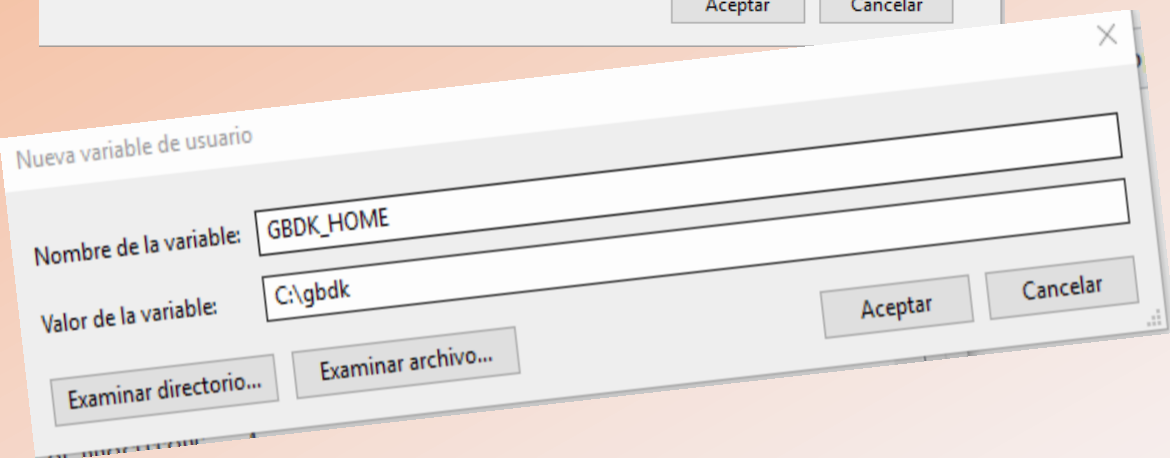 Aceptar Cancelar
Nueva variable de usuario
Nombre de la variable: GBDK_HOME
Valor de la variable: C:\gbdk
Examinar directorio... Examinar archivo... Aceptar Cancelar